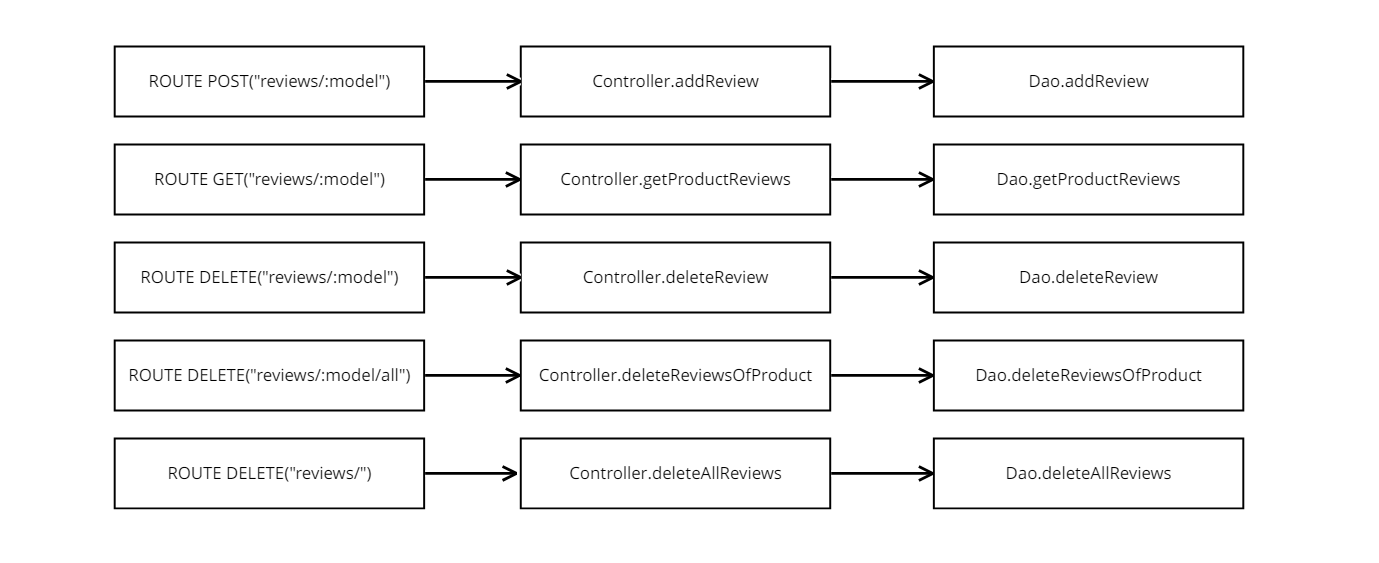 ROUTE POST("reviews/:model")
Controller.addReview
Dao.addReview
ROUTE GET("reviews/:model")
Controller.getProductReviews
Dao.getProductReviews
ROUTE DELETE("reviews/:model")
Controller.deleteReview
Dao.deleteReview
ROUTE DELETE("reviews/:model/all")
Controller.deleteReviewsOfProduct
Dao.deleteReviewsOfProduct
ROUTE DELETE("reviews/")
Controller.deleteAllReviews
Dao.deleteAllReviews